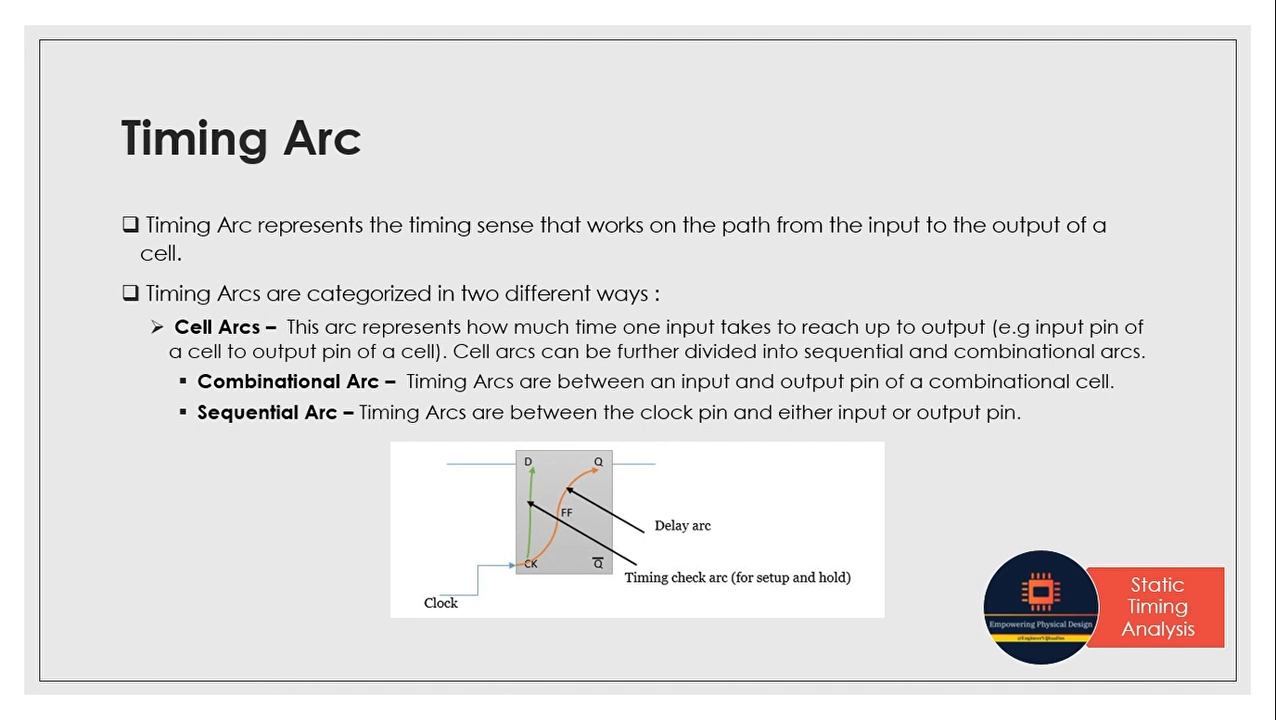 Timing Arc
❑ Timing Arc represents the timing sense that works on the path from the input to the output of a
cell.
❑ Timing Arcs are categorized in two different ways :
➢ Cell Arcs – This arc represents how much time one input takes to reach up to output (e.g input pin of
a cell to output pin of a cell). Cell arcs can be further divided into sequential and combinational arcs.
▪ Combinational Arc – Timing Arcs are between an input and output pin of a combinational cell.
▪ Sequential Arc – Timing Arcs are between the clock pin and either input or output pin.
D
Q
FF
Delay arc
CK
Q̅
Timing check arc (for setup and hold)
Clock
Empowering Physical Design
Static
Timing
Analysis